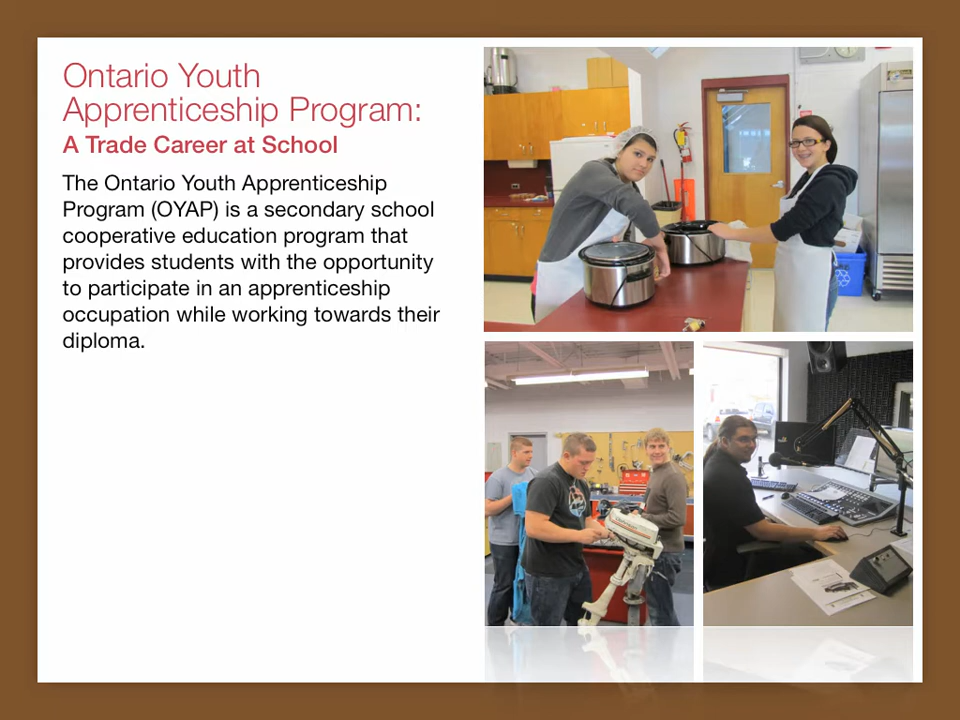 Ontario Youth
Apprenticeship Program:
A Trade Career at School
The Ontario Youth Apprenticeship
Program (OYAP) is a secondary school
cooperative education program that
provides students with the opportunity
to participate in an apprenticeship
occupation while working towards their
diploma.